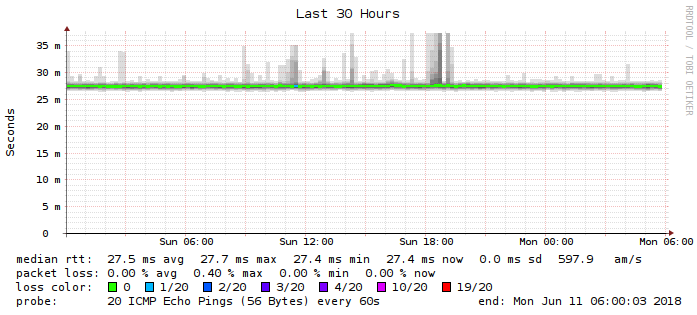 Last 30 Hours
RRDTOOL / TOBI OETIKER
Seconds
35 m
30 m
25 m
20 m
15 m
10 m
5 m
0
Sun 06:00 Sun 12:00 Sun 18:00 Mon 00:00 Mon 06:00
median rtt: 27.5 ms avg 27.7 ms max 27.4 ms min 27.4 ms now 0.0 ms sd 597.9 am/s
packet loss: 0.00 % avg 0.40 % max 0.00 % min 0.00 % now
loss color: 0 1/20 2/20 3/20 4/20 10/20 19/20
probe: 20 ICMP Echo Pings (56 Bytes) every 60s end: Mon Jun 11 06:00:03 2018